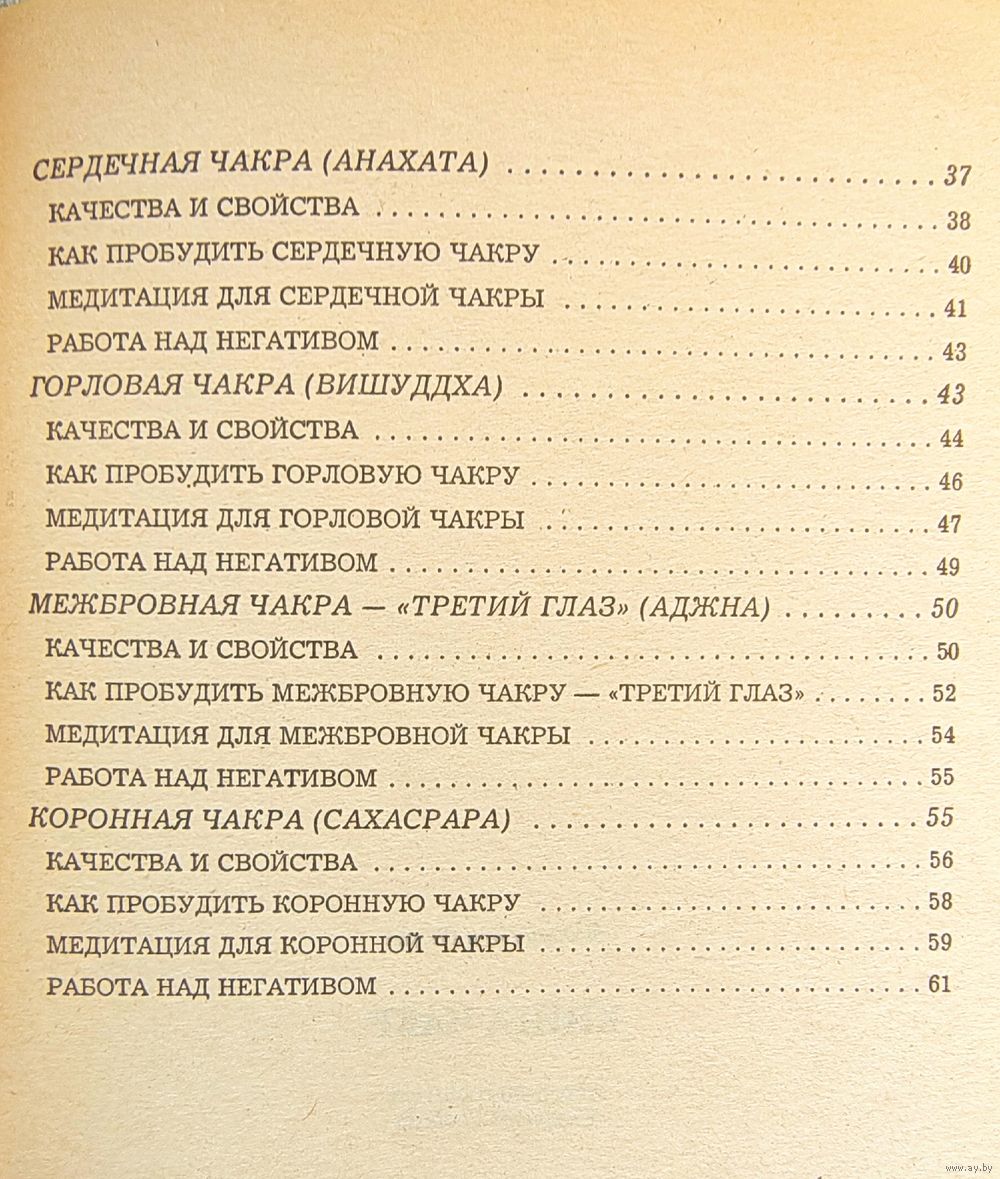 СЕРДЕЧНАЯ ЧАКРА (АНАХАТА) . . . . . . . . . . . . . . . . . . . . . . 37
КАЧЕСТВА И СВОЙСТВА . . . . . . . . . . . . . . . . . . . . . . . . . . . . 38
КАК ПРОБУДИТЬ СЕРДЕЧНУЮ ЧАКРУ . . . . . . . . . . . . . . . . . . . . 40
МЕДИТАЦИЯ ДЛЯ СЕРДЕЧНОЙ ЧАКРЫ . . . . . . . . . . . . . . . . . . . 41
РАБОТА НАД НЕГАТИВОМ . . . . . . . . . . . . . . . . . . . . . . . . . . . 43
ГОРЛОВАЯ ЧАКРА (ВИШУДДХА) . . . . . . . . . . . . . . . . . . . . . 43
КАЧЕСТВА И СВОЙСТВА . . . . . . . . . . . . . . . . . . . . . . . . . . . . 44
КАК ПРОБУДИТЬ ГОРЛОВУЮ ЧАКРУ . . . . . . . . . . . . . . . . . . . . 46
МЕДИТАЦИЯ ДЛЯ ГОРЛОВОЙ ЧАКРЫ . . . . . . . . . . . . . . . . . . . 47
РАБОТА НАД НЕГАТИВОМ . . . . . . . . . . . . . . . . . . . . . . . . . . . 49
МЕЖБРОВНАЯ ЧАКРА — «ТРЕТИЙ ГЛАЗ» (АДЖНА) . . . . . . . . 50
КАЧЕСТВА И СВОЙСТВА . . . . . . . . . . . . . . . . . . . . . . . . . . . . 50
КАК ПРОБУДИТЬ МЕЖБРОВНУЮ ЧАКРУ — «ТРЕТИЙ ГЛАЗ» . . . . . . . . 52
МЕДИТАЦИЯ ДЛЯ МЕЖБРОВНОЙ ЧАКРЫ . . . . . . . . . . . . . . . . . 54
РАБОТА НАД НЕГАТИВОМ . . . . . . . . . . . . . . . . . . . . . . . . . . . 55
КОРОННАЯ ЧАКРА (САХАСРАРА) . . . . . . . . . . . . . . . . . . . . 55
КАЧЕСТВА И СВОЙСТВА . . . . . . . . . . . . . . . . . . . . . . . . . . . . 56
КАК ПРОБУДИТЬ КОРОННУЮ ЧАКРУ . . . . . . . . . . . . . . . . . . . . 58
МЕДИТАЦИЯ ДЛЯ КОРОННОЙ ЧАКРЫ . . . . . . . . . . . . . . . . . . . 59
РАБОТА НАД НЕГАТИВОМ . . . . . . . . . . . . . . . . . . . . . . . . . . . 61
www.ay.by